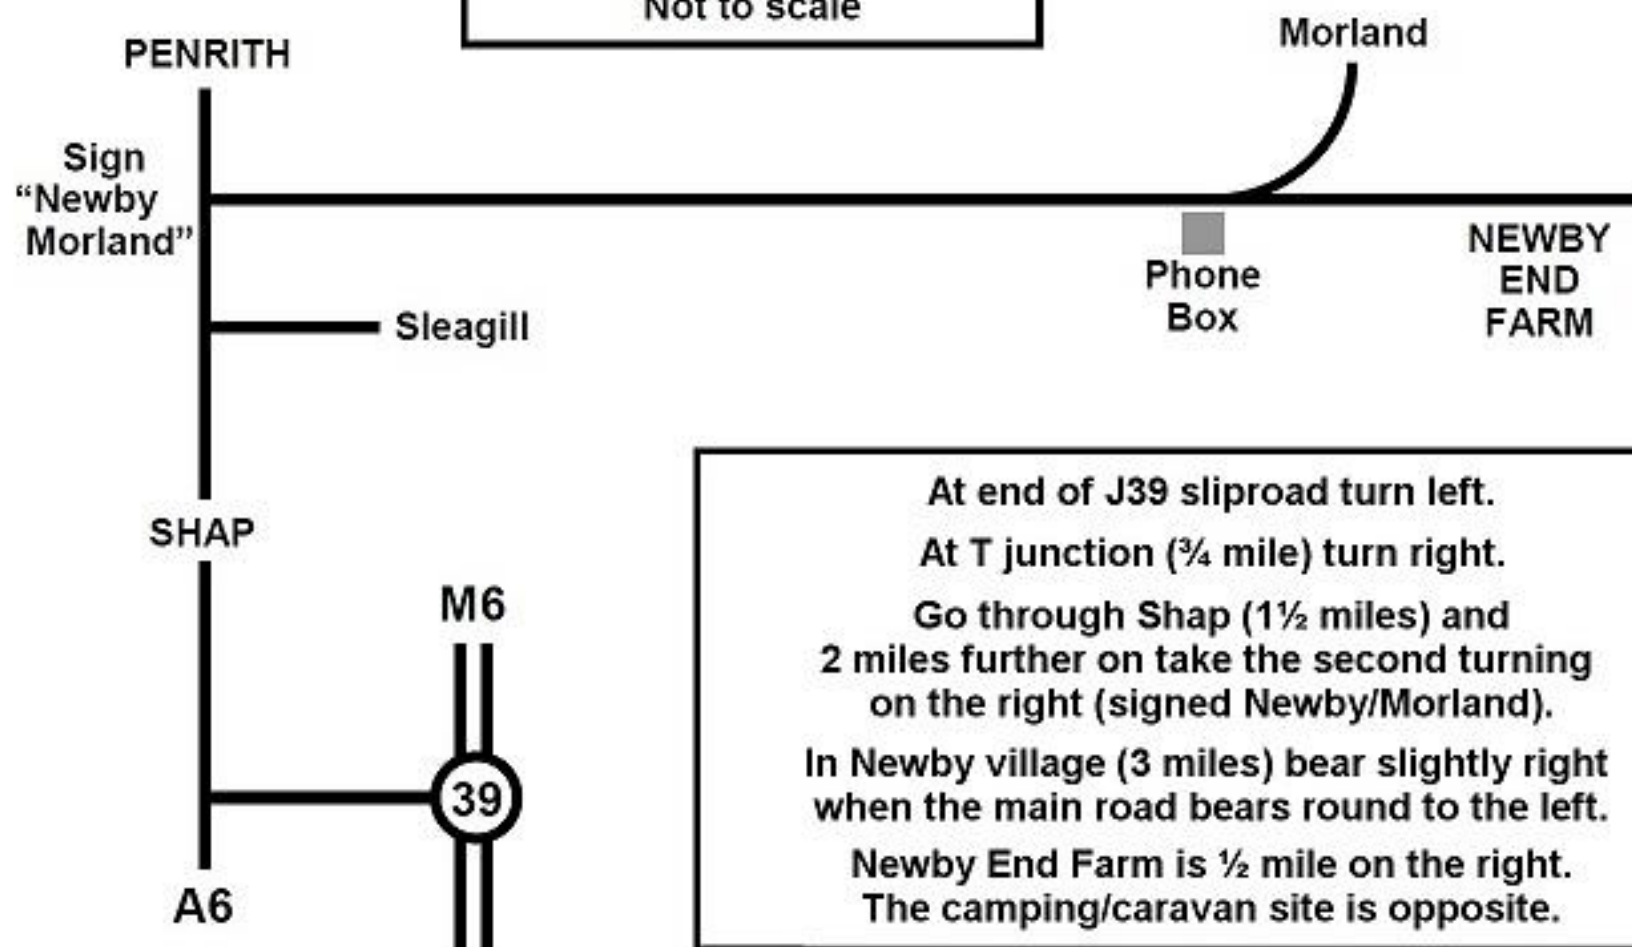 Not to scale
PENRITH
Morland
Sign
“Newby
Morland”
Phone
Box
NEWBY
END
FARM
Sleagill
SHAP
M6
39
A6
At end of J39 sliproad turn left.
At T junction (¾ mile) turn right.
Go through Shap (1½ miles) and
2 miles further on take the second turning
on the right (signed Newby/Morland).
In Newby village (3 miles) bear slightly right
when the main road bears round to the left.
Newby End Farm is ½ mile on the right.
The camping/caravan site is opposite.